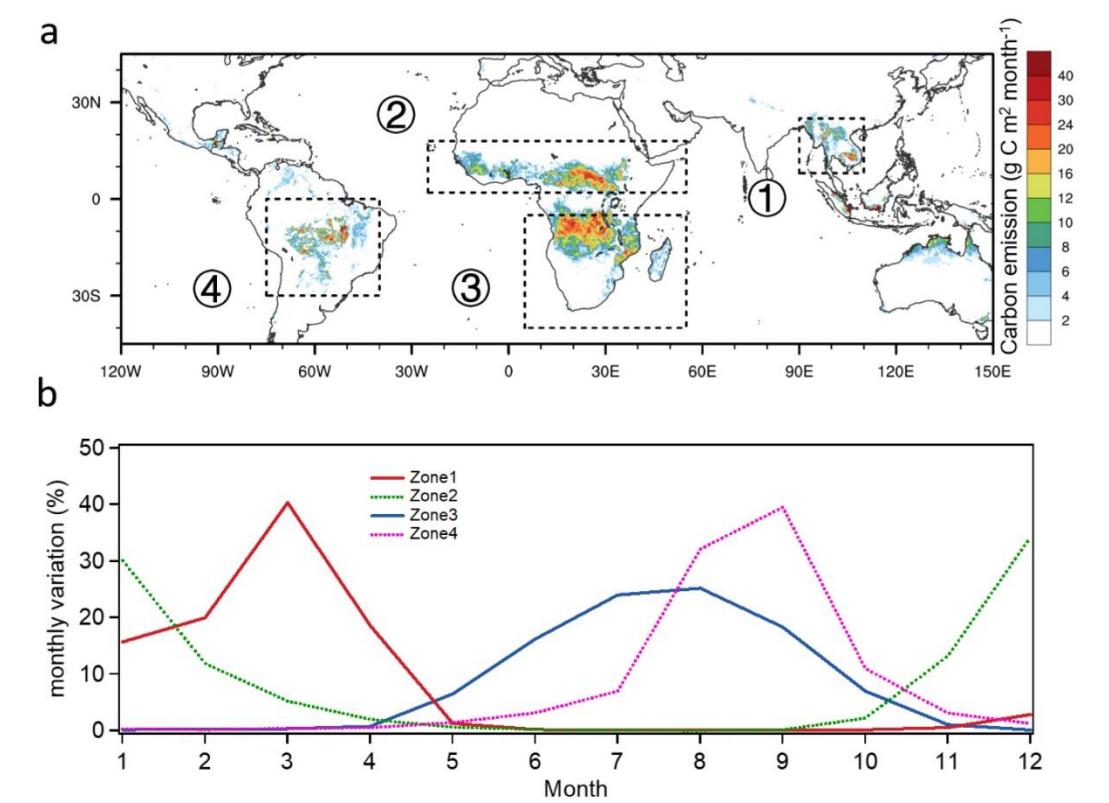 a
30N
0
30S
120W 90W 60W 30W 0 30E 60E 90E 120E 150E
②
①
③
④
Carbon emission (g C m² month⁻¹)
40
30
24
20
16
12
10
8
6
4
2
b
monthly variation (%)
50
40
30
20
10
0
Zone1
Zone2
Zone3
Zone4
1 2 3 4 5 6 7 8 9 10 11 12
Month